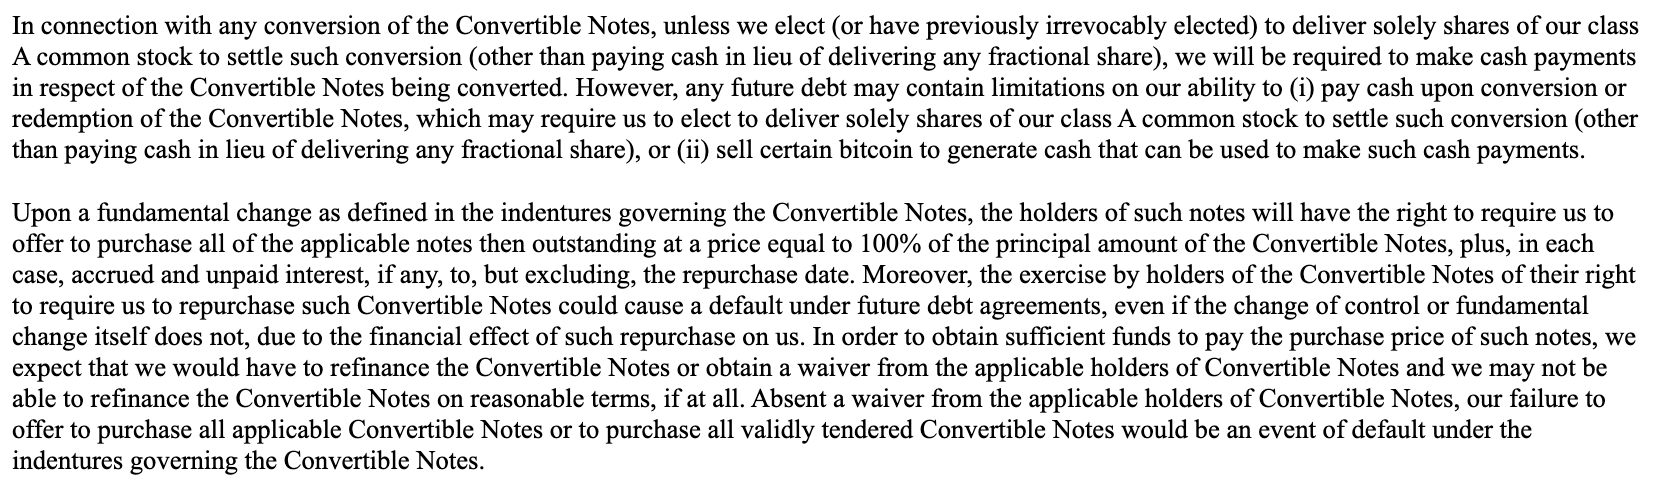 In connection with any conversion of the Convertible Notes, unless we elect (or have previously irrevocably elected) to deliver solely shares of our class
A common stock to settle such conversion (other than paying cash in lieu of delivering any fractional share), we will be required to make cash payments
in respect of the Convertible Notes being converted. However, any future debt may contain limitations on our ability to (i) pay cash upon conversion or
redemption of the Convertible Notes, which may require us to elect to deliver solely shares of our class A common stock to settle such conversion (other
than paying cash in lieu of delivering any fractional share), or (ii) sell certain bitcoin to generate cash that can be used to make such cash payments.
Upon a fundamental change as defined in the indentures governing the Convertible Notes, the holders of such notes will have the right to require us to
offer to purchase all of the applicable notes then outstanding at a price equal to 100% of the principal amount of the Convertible Notes, plus, in each
case, accrued and unpaid interest, if any, to, but excluding, the repurchase date. Moreover, the exercise by holders of the Convertible Notes of their right
to require us to repurchase such Convertible Notes could cause a default under future debt agreements, even if the change of control or fundamental
change itself does not, due to the financial effect of such repurchase on us. In order to obtain sufficient funds to pay the purchase price of such notes, we
expect that we would have to refinance the Convertible Notes or obtain a waiver from the applicable holders of Convertible Notes and we may not be
able to refinance the Convertible Notes on reasonable terms, if at all. Absent a waiver from the applicable holders of Convertible Notes, our failure to
offer to purchase all applicable Convertible Notes or to purchase all validly tendered Convertible Notes would be an event of default under the
indentures governing the Convertible Notes.